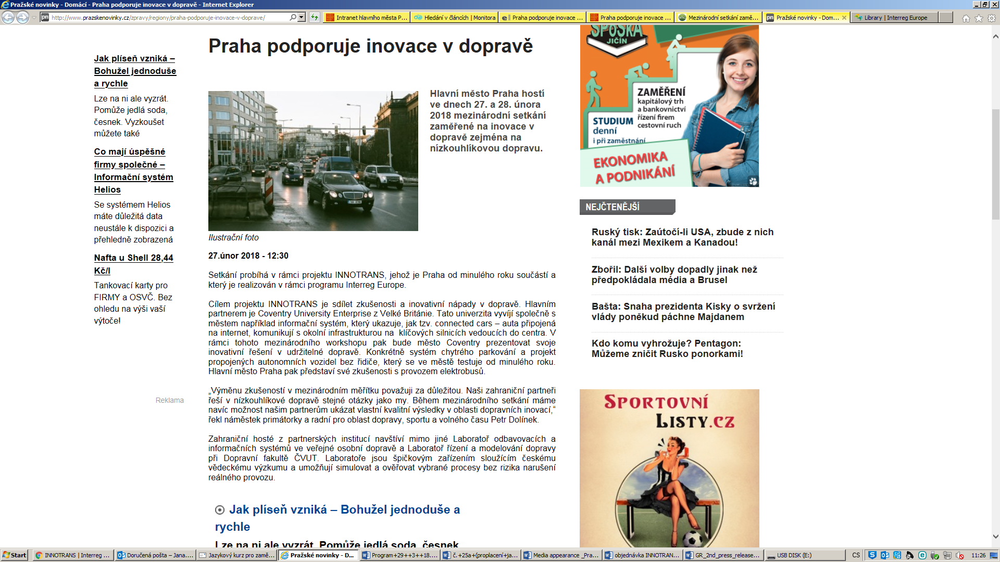 Pražské novinky - Domácí - Praha podporuje inovace v dopravě - Internet Explorer
http://www.prazskenovinky.cz/zpravy/regiony/praha-podporuje-inovace-v-doprave/
Intranet hlavního města P...
Hledání v článcích | Monitora
Praha podporuje inovace ...
Praha podporuje inovace ...
Mezinárodní setkání zamě...
pn
Pražské novinky - Dom...
Library | Interreg Europe
Jak plíseň vzniká –
Bohužel jednoduše
a rychle
Lze na ni ale vyzrát.
Pomůže jedlá soda,
česnek. Vyzkoušet
můžete také
Co mají úspěšné
firmy společné –
Informační systém
Helios
Se systémem Helios
máte důležitá data
neustále k dispozici a
přehledně zobrazená
Nafta u Shell 28,44
Kč/l
Tankovací karty pro
FIRMY a OSVČ. Bez
ohledu na výši vaší
výtoče!
Reklama
Praha podporuje inovace v dopravě
Hlavní město Praha hostí
ve dnech 27. a 28. února
2018 mezinárodní setkání
zaměřené na inovace v
dopravě zejména na
nízkouhlíkovou dopravu.
Ilustrační foto
27.únor 2018 - 12:30
Setkání probíhá v rámci projektu INNOTRANS, jehož je Praha od minulého roku součástí a
který je realizován v rámci programu Interreg Europe.
Cílem projektu INNOTRANS je sdílet zkušenosti a inovativní nápady v dopravě. Hlavním
partnerem je Coventry University Enterprise z Velké Británie. Tato univerzita vyvíjí společně s
městem například informační systém, který ukazuje, jak tzv. connected cars – auta připojená
na internet, komunikují s okolní infrastrukturou na klíčových silnicích vedoucích do centra. V
rámci tohoto mezinárodního workshopu pak bude město Coventry prezentovat svoje
inovativní řešení v udržitelné dopravě. Konkrétně systém chytrého parkování a projekt
propojených autonomních vozidel bez řidiče, který se ve městě testuje od minulého roku.
Hlavní město Praha pak představí své zkušenosti s provozem elektrobusů.
„Výměnu zkušeností v mezinárodním měřítku považuji za důležitou. Naši zahraniční partneři
řeší v nízkouhlíkové dopravě stejné otázky jako my. Během mezinárodního setkání máme
navíc možnost našim partnerům ukázat vlastní kvalitní výsledky v oblasti dopravních inovací,“
řekl náměstek primátorky a radní pro oblast dopravy, sportu a volného času Petr Dolínek.
Zahraniční hosté z partnerských institucí navštíví mimo jiné Laboratoř odbavovacích a
informačních systémů ve veřejné osobní dopravě a Laboratoř řízení a modelování dopravy
při Dopravní fakultě ČVUT. Laboratoře jsou špičkovým zařízením sloužícím českému
vědeckému výzkumu a umožňují simulovat a ověřovat vybrané procesy bez rizika narušení
reálného provozu.
Jak plíseň vzniká – Bohužel jednoduše a
rychle
Lze na ni ale vyzrát. Pomůže jedlá soda, česnek
JIČÍN
ZAMĚŘENÍ
kapitálový trh
a bankovnictví
řízení firem
cestovní ruch
STUDIUM
denní
i při zaměstnání
EKONOMIKA
A PODNIKÁNÍ
NEJČTENĚJŠÍ
Ruský tisk: Zaútočí-li USA, zbude z nich
kanál mezi Mexikem a Kanadou!
Zbořil: Další volby dopadly jinak než
předpokládala média a Brusel
Bašta: Snaha prezidenta Kisky o svržení
vlády poněkud páchne Majdanem
Kdo komu vyhrožuje? Pentagon:
Můžeme zničit Rusko ponorkami!
SPORTOVNÍ
LISTY.CZ
Start
INNOTRANS | Interreg ...
Doručená pošta – Jana....
Jazykový kurz pro zamě...
Pražské novinky - D...
Program+29++3++18....
č.+25a+(proplacení+ja...
Media appearance _Pra...
objednávka INNOTRAN...
GR_2nd_press_release...
USB DISK (E:)
CS
11:26